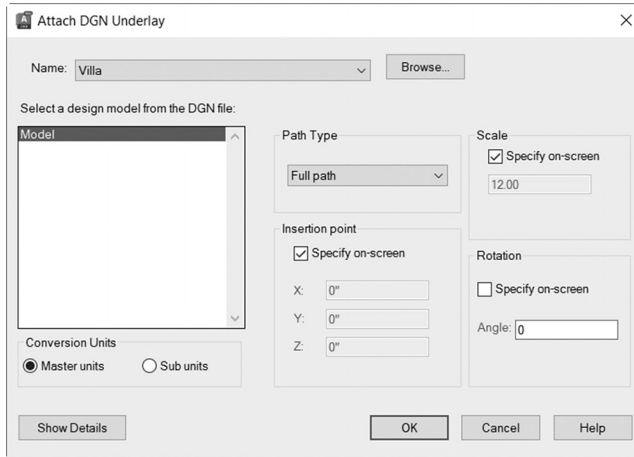 Attach DGN Underlay
Name: Villa
Browse...
Select a design model from the DGN file:
Model
Path Type
Full path
Scale
Specify on-screen
12.00
Insertion point
Specify on-screen
X: 0"
Y: 0"
Z: 0"
Rotation
Specify on-screen
Angle: 0
Conversion Units
Master units
Sub units
Show Details
OK
Cancel
Help